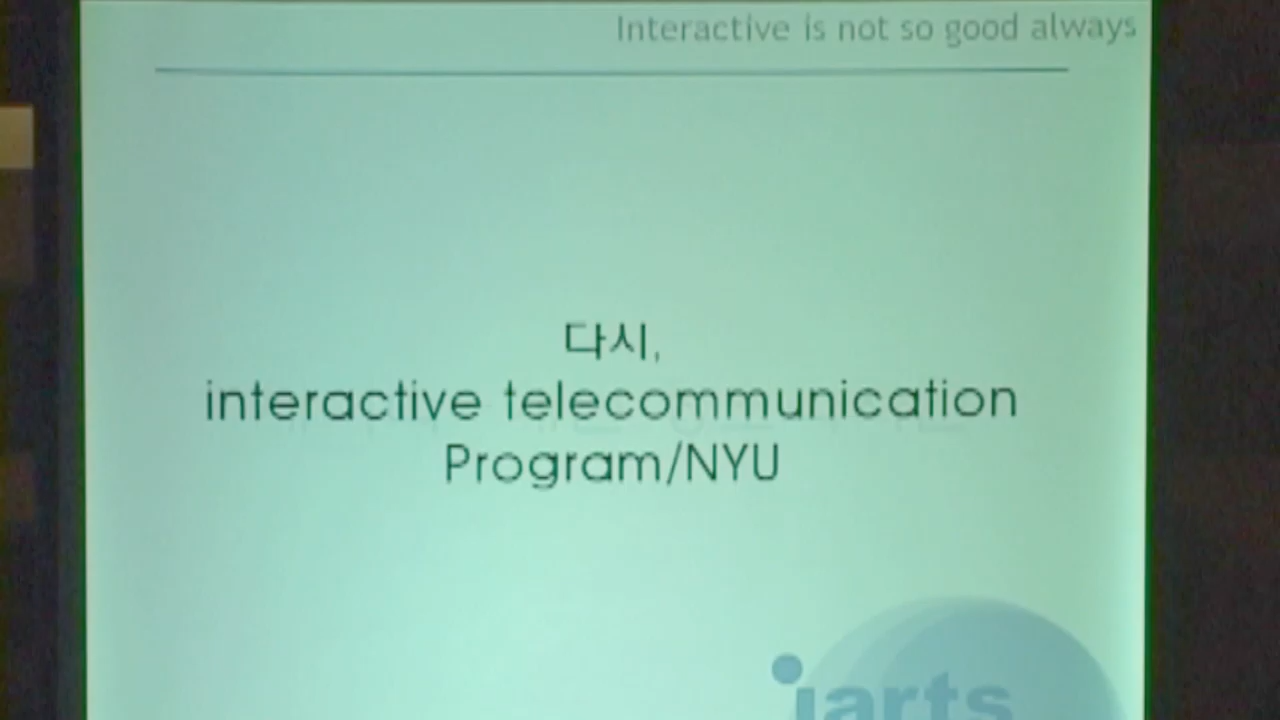 Interactive is not so good always
다시,
interactive telecommunication
Program/NYU
iarts